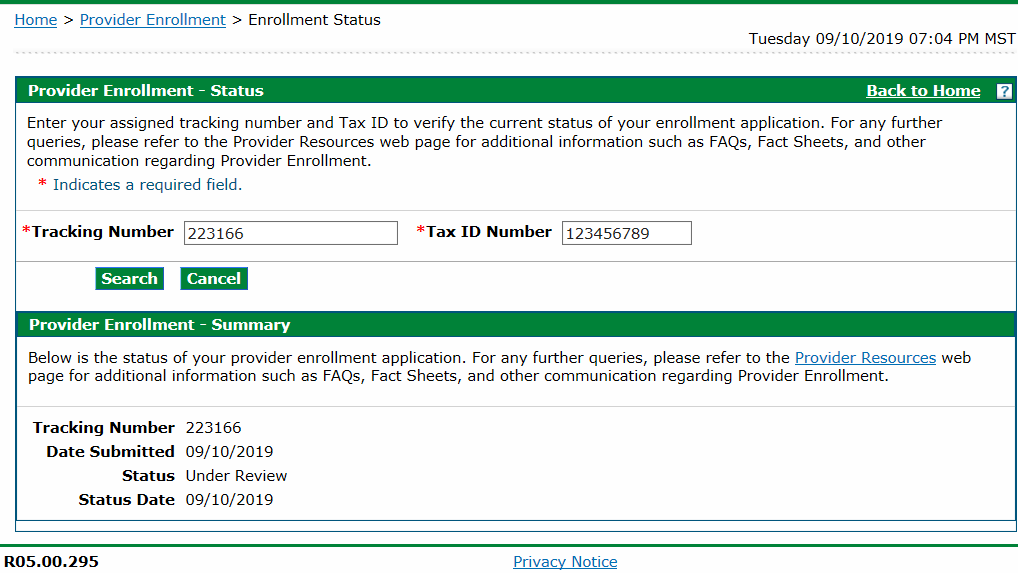 Home > Provider Enrollment > Enrollment Status
Tuesday 09/10/2019 07:04 PM MST
Provider Enrollment - Status Back to Home ?
Enter your assigned tracking number and Tax ID to verify the current status of your enrollment application. For any further
queries, please refer to the Provider Resources web page for additional information such as FAQs, Fact Sheets, and other
communication regarding Provider Enrollment.
* Indicates a required field.
*Tracking Number 223166 *Tax ID Number 123456789
Search Cancel
Provider Enrollment - Summary
Below is the status of your provider enrollment application. For any further queries, please refer to the Provider Resources web
page for additional information such as FAQs, Fact Sheets, and other communication regarding Provider Enrollment.
Tracking Number 223166
Date Submitted 09/10/2019
Status Under Review
Status Date 09/10/2019
R05.00.295 Privacy Notice